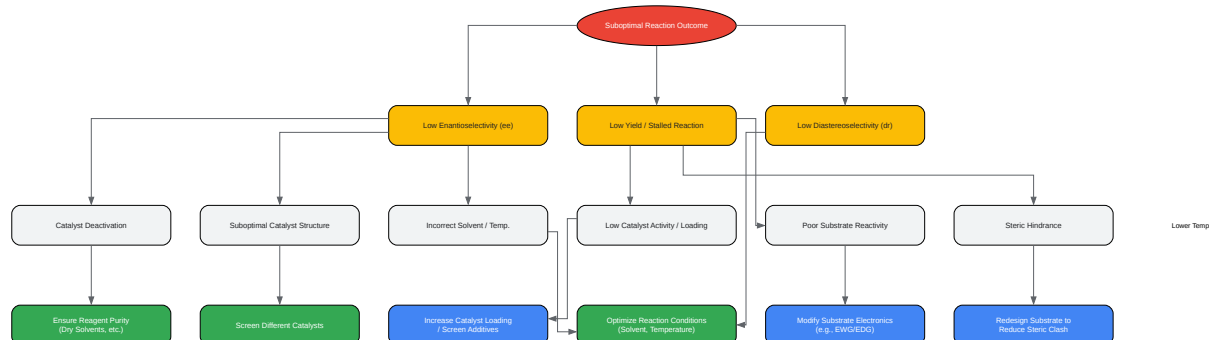 Suboptimal Reaction Outcome
Low Enantioselectivity (ee)
Low Yield / Stalled Reaction
Low Diastereoselectivity (dr)
Catalyst Deactivation
Suboptimal Catalyst Structure
Incorrect Solvent / Temp.
Low Catalyst Activity / Loading
Poor Substrate Reactivity
Steric Hindrance
Lower Temp
Ensure Reagent Purity
(Dry Solvents, etc.)
Screen Different Catalysts
Increase Catalyst Loading
/ Screen Additives
Optimize Reaction Conditions
(Solvent, Temperature)
Modify Substrate Electronics
(e.g., EWG/EDG)
Redesign Substrate to
Reduce Steric Clash